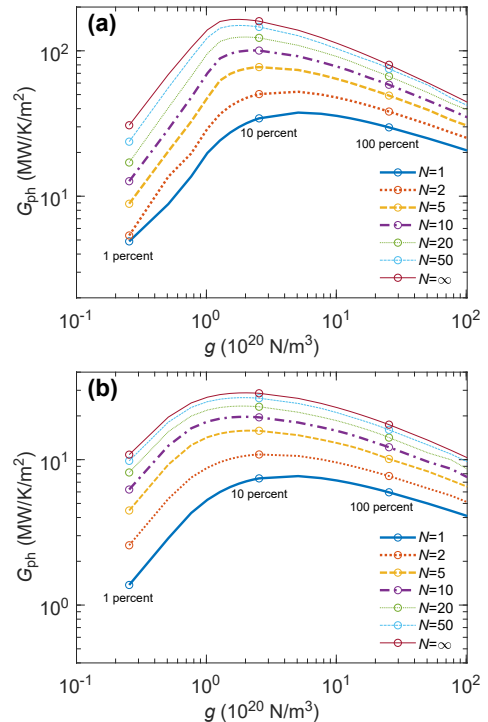 (a)
10²
10¹
G_ph (MW/K/m²)
10 percent
100 percent
1 percent
N=1
N=2
N=5
N=10
N=20
N=50
N=∞
10⁻¹ 10⁰ 10¹ 10²
g (10²⁰ N/m³)
(b)
10¹
10⁰
G_ph (MW/K/m²)
10 percent
100 percent
1 percent
N=1
N=2
N=5
N=10
N=20
N=50
N=∞
10⁻¹ 10⁰ 10¹ 10²
g (10²⁰ N/m³)